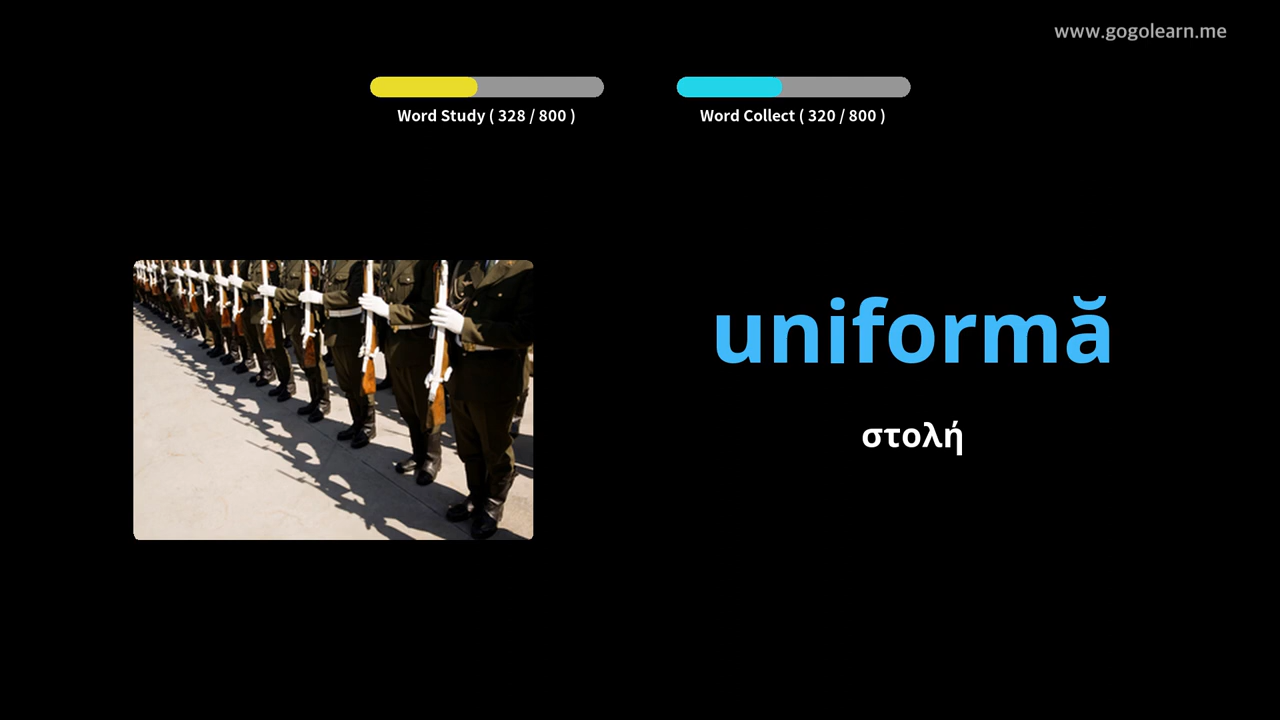 www.gogolearn.me
Word Study ( 328 / 800 )
Word Collect ( 320 / 800 )
uniformă
στολή